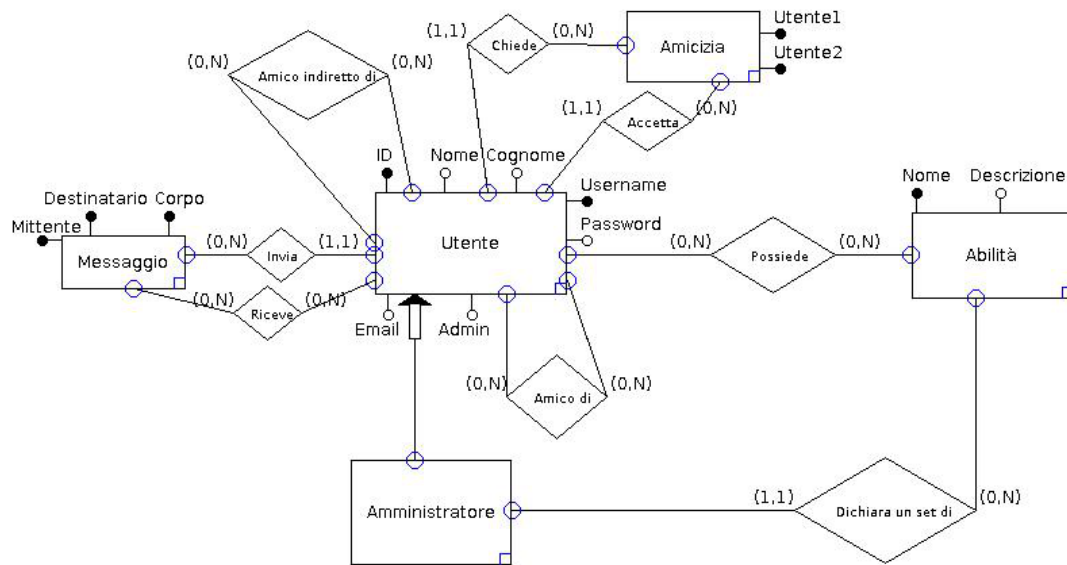 Utente1
(1,1)
Chiede
(0,N)
Amicizia
Utente2
(0,N)
Amico indiretto di
(0,N)
(1,1)
Accetta
(0,N)
ID
Nome
Cognome
Username
Password
Nome
Descrizione
Destinatario
Corpo
Mittente
Messaggio
(0,N)
Invia
(1,1)
Utente
(0,N)
Possiede
(0,N)
Abilità
(0,N)
Riceve
(0,N)
Email
Admin
(0,N)
Amico di
(0,N)
Amministratore
(1,1)
Dichiara un set di
(0,N)